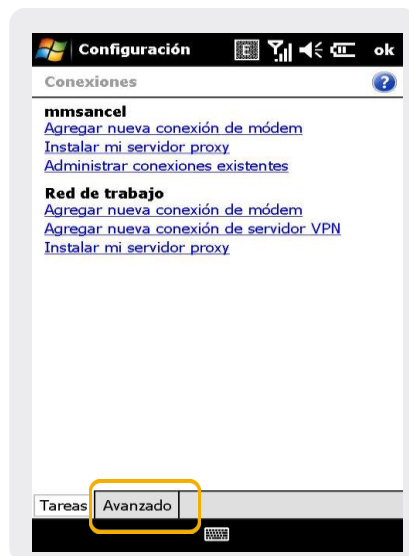 Configuración E ok
Conexiones ?
mmsancel
Agregar nueva conexión de módem
Instalar mi servidor proxy
Administrar conexiones existentes
Red de trabajo
Agregar nueva conexión de módem
Agregar nueva conexión de servidor VPN
Instalar mi servidor proxy
Tareas Avanzado